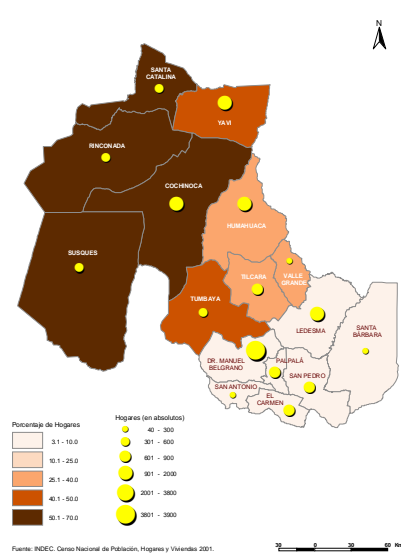 N
SANTA
CATALINA
YAVI
RINCONADA
COCHINOCA
HUMAHUACA
SUSQUES
TILCARA
VALLE
GRANDE
TUMBAYA
LEDESMA
SANTA
BÁRBARA
DR. MANUEL
BELGRANO
PALPALÁ
SAN PEDRO
SAN ANTONIO
EL
CARMEN
Porcentaje de Hogares
3.1 - 10.0
10.1 - 25.0
25.1 - 40.0
40.1 - 50.0
50.1 - 70.0
Hogares (en absolutos)
40 - 300
301 - 600
601 - 900
901 - 2000
2001 - 3800
3801 - 3900
Fuente: INDEC. Censo Nacional de Población, Hogares y Viviendas 2001.
30 0 30 60 Km